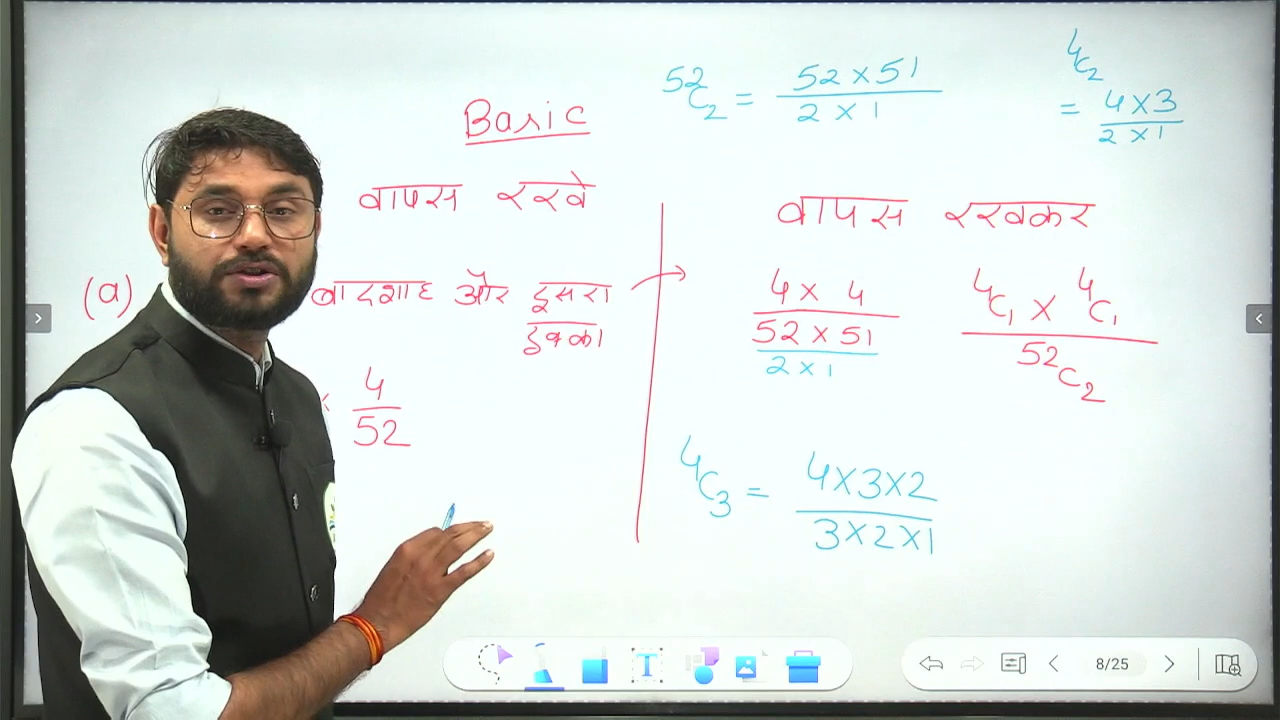 Basic
⁵²C₂ = (52 × 51)/(2 × 1)
⁴C₂ = (4 × 3)/(2 × 1)
वापस रखे
वापस रखकर
(a) बादशाह और दूसरा
इक्का
× 4/52
(4 × 4)/((52 × 51)/(2 × 1))
(⁴C₁ × ⁴C₁)/⁵²C₂
⁴C₃ = (4×3×2)/(3×2×1)
T
8/25